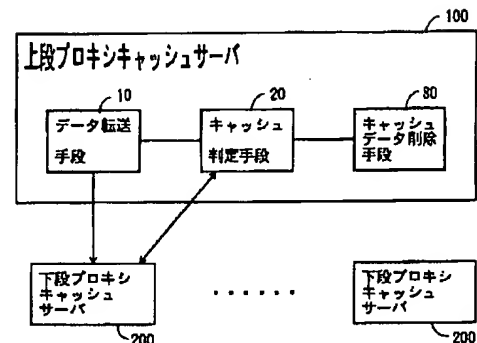 100
上段プロキシキャッシュサーバ
10
20
80
データ転送
手段
キャッシュ
判定手段
キャッシュ
データ削除
手段
下段プロキシ
キャッシュ
サーバ
200
......
下段プロキシ
キャッシュ
サーバ
200